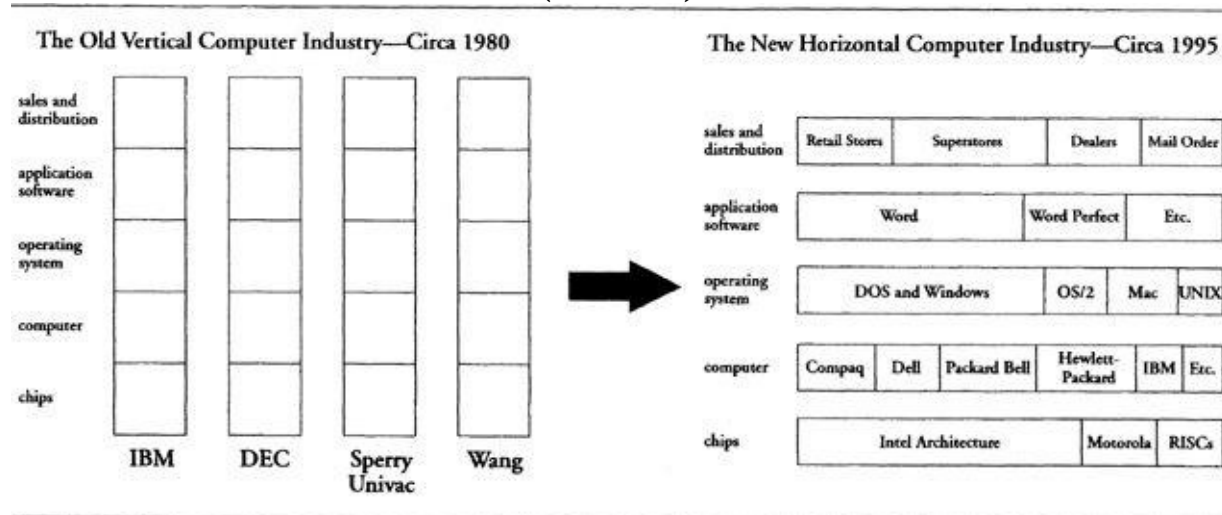 The Old Vertical Computer Industry—Circa 1980
sales and
distribution
application
software
operating
system
computer
chips
IBM
DEC
Sperry
Univac
Wang
The New Horizontal Computer Industry—Circa 1995
sales and
distribution
Retail Stores
Superstores
Dealers
Mail Order
application
software
Word
Word Perfect
Etc.
operating
system
DOS and Windows
OS/2
Mac
UNIX
computer
Compaq
Dell
Packard Bell
Hewlett-
Packard
IBM
Etc.
chips
Intel Architecture
Motorola
RISCs